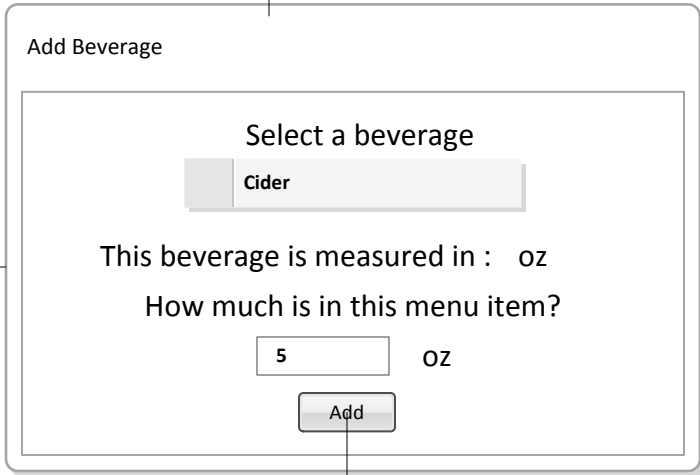 Add Beverage
Select a beverage
Cider
This beverage is measured in : oz
How much is in this menu item?
5 oz
Add